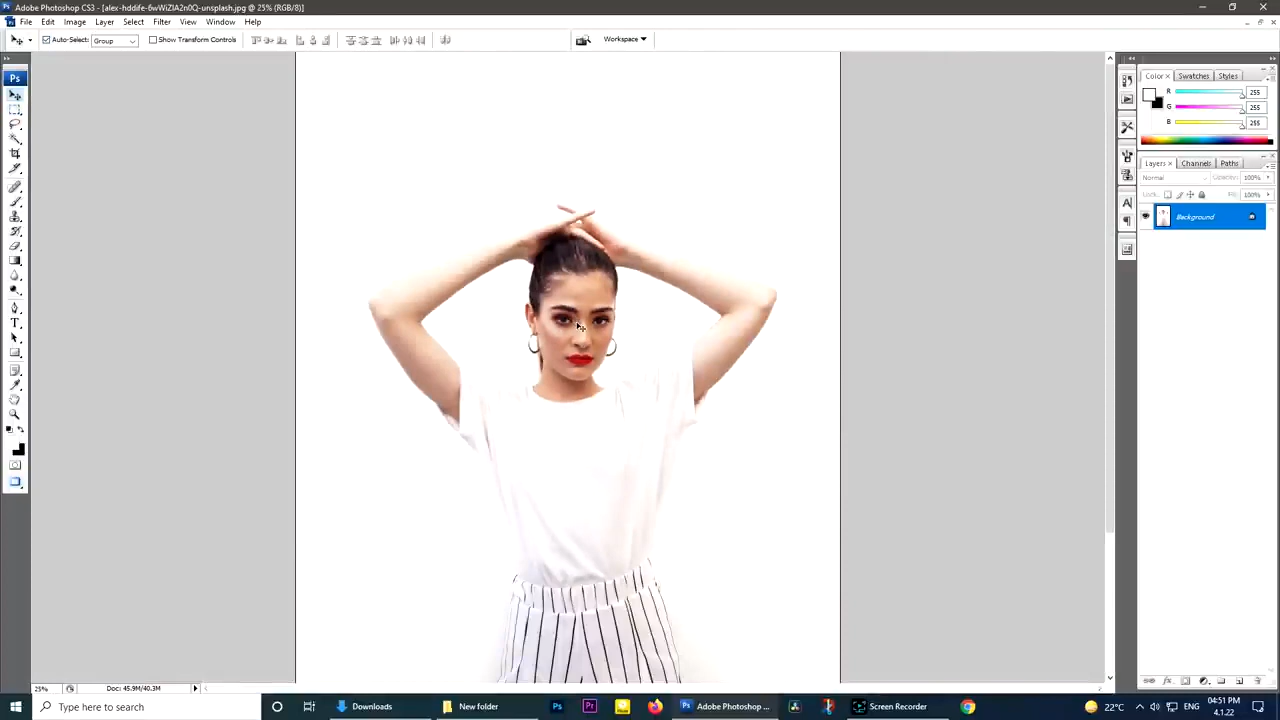 Adobe Photoshop CS3 - [alex-hddife-6wWiZlA2n0Q-unsplash.jpg @ 25% (RGB/8)]
File Edit Image Layer Select Filter View Window Help
Auto-Select: Group Show Transform Controls Workspace
Ps
Color Swatches Styles
R 255
G 255
B 255
Layers Channels Paths
Normal Opacity: 100%
Lock: Fill: 100%
Background
25% Doc: 45.9M/40.3M
Type here to search
Downloads
New folder
Ps
Pr
Adobe Photoshop ...
Screen Recorder
22°C
ENG
04:51 PM
4.1.22